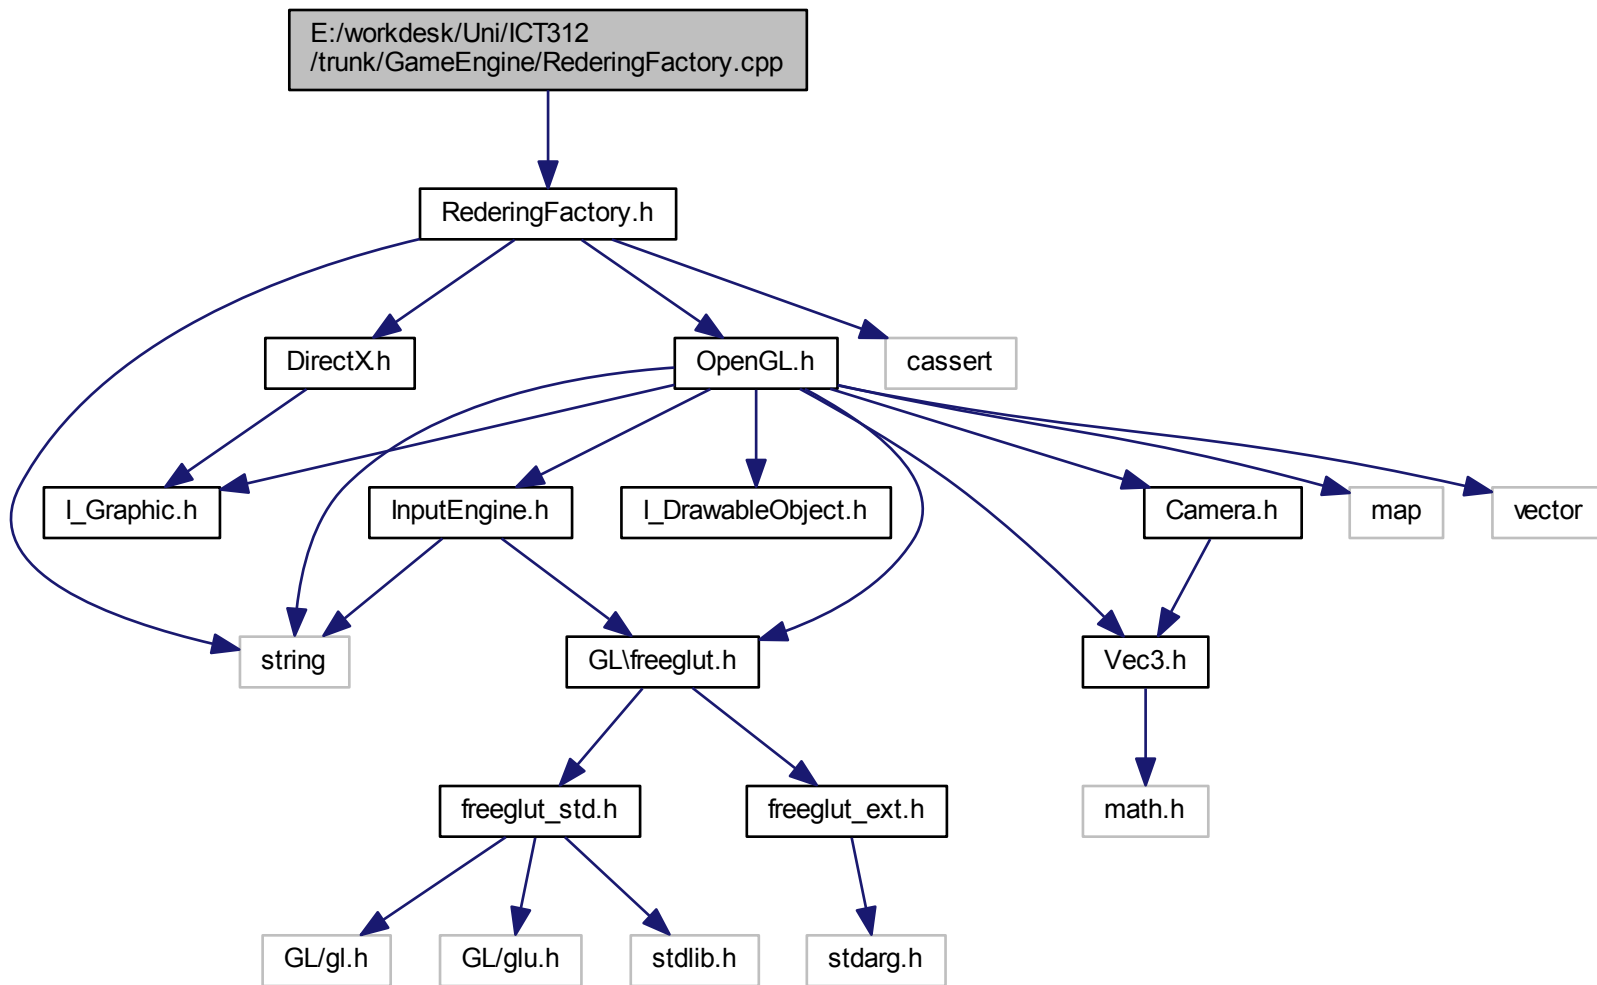 E:/workdesk/Uni/ICT312
/trunk/GameEngine/RederingFactory.cpp
RederingFactory.h
DirectX.h
OpenGL.h
cassert
I_Graphic.h
InputEngine.h
I_DrawableObject.h
Camera.h
map
vector
string
GL\freeglut.h
Vec3.h
freeglut_std.h
freeglut_ext.h
math.h
GL/gl.h
GL/glu.h
stdlib.h
stdarg.h